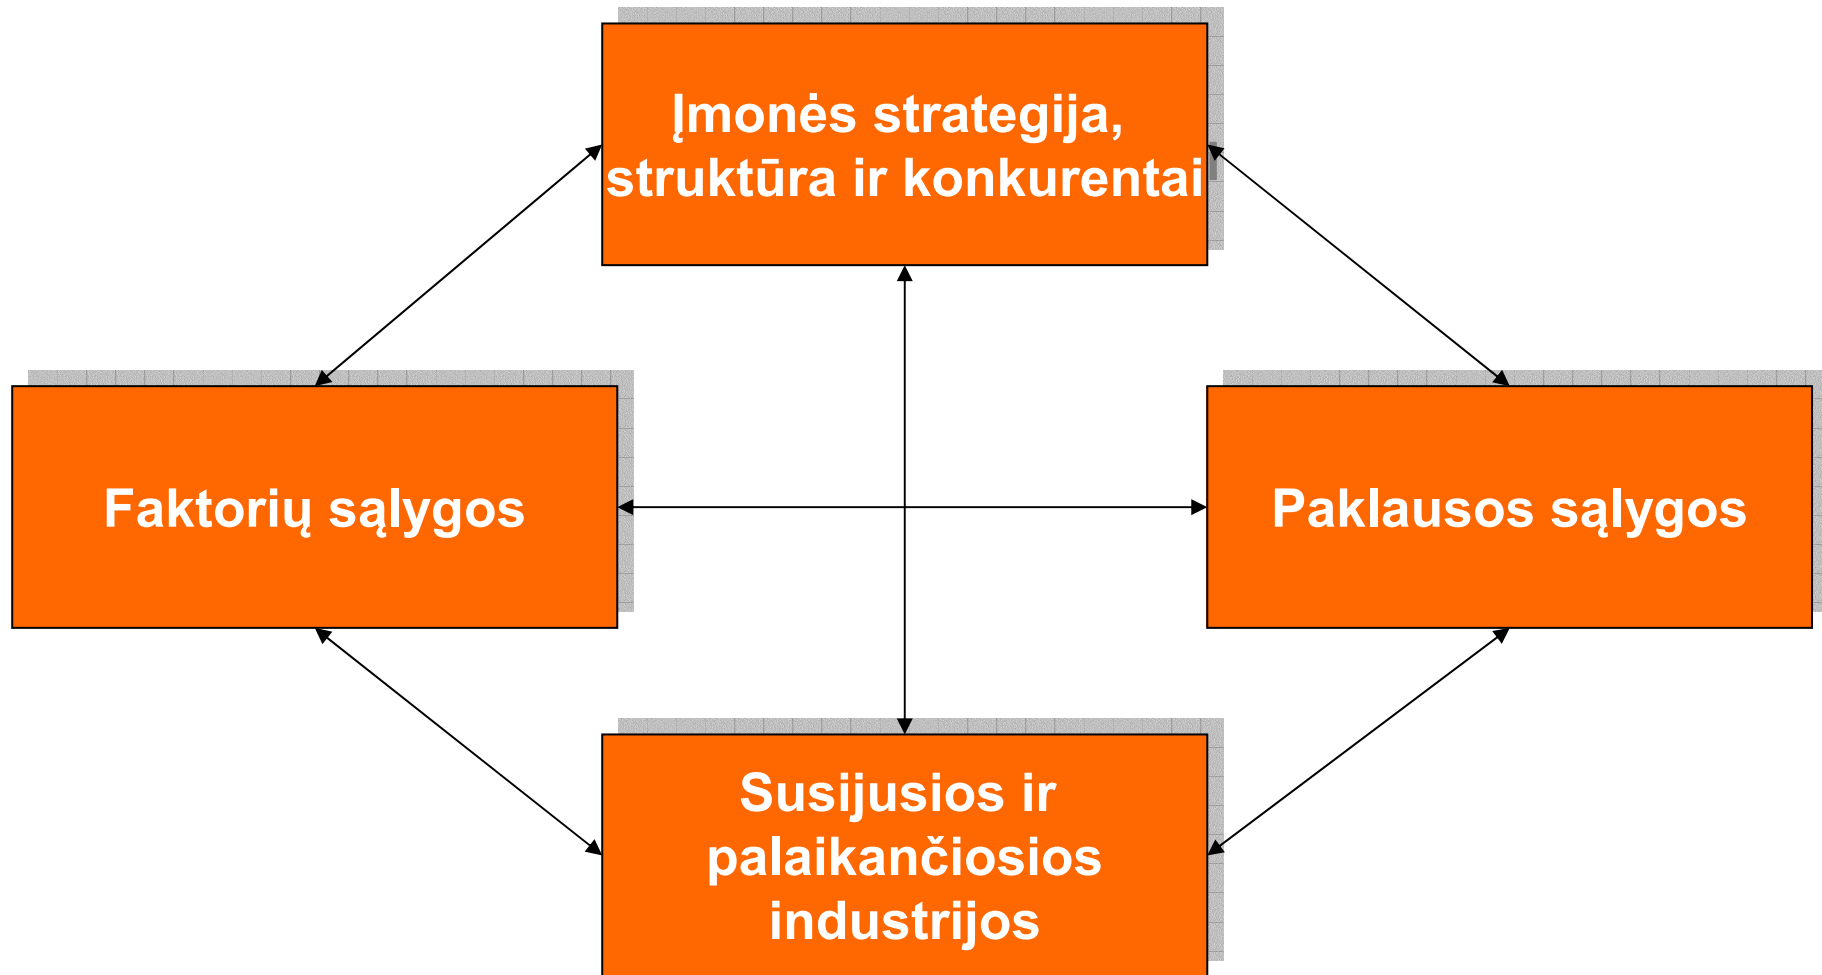 Įmonės strategija,
struktūra ir konkurentai
Faktorių sąlygos
Paklausos sąlygos
Susijusios ir
palaikančiosios
industrijos